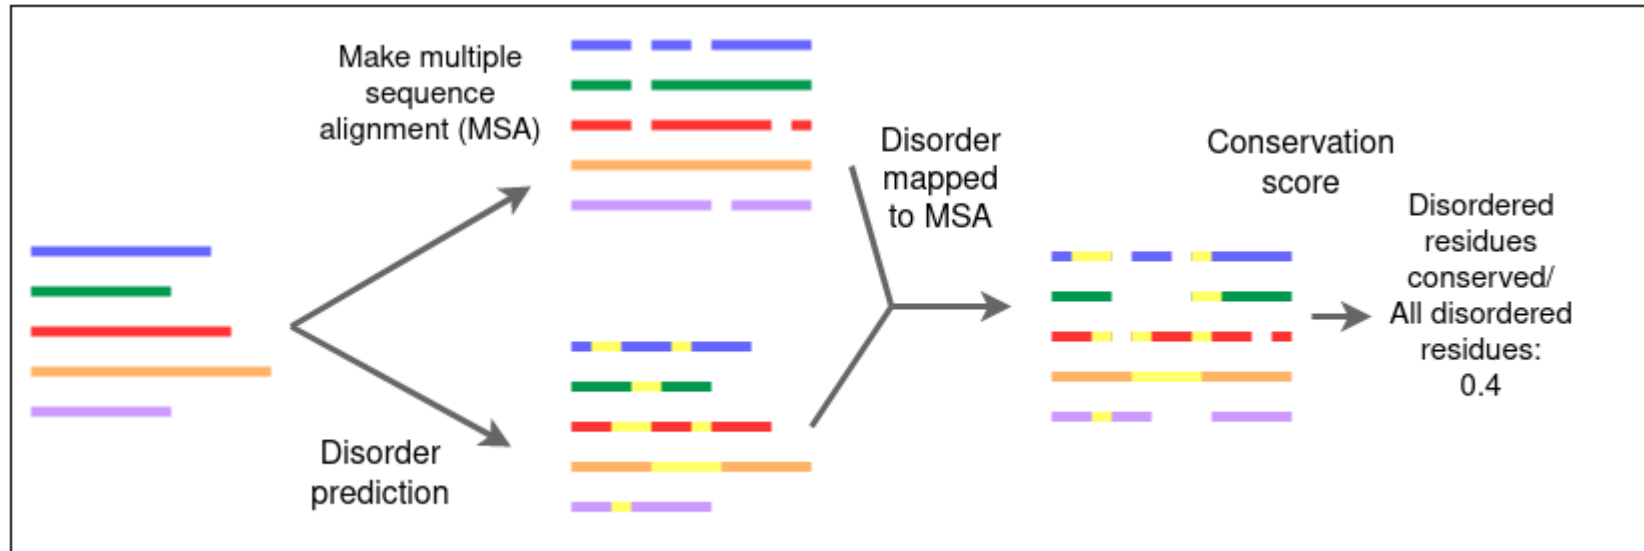 Make multiple
sequence
alignment (MSA)
Disorder
prediction
Disorder
mapped
to MSA
Conservation
score
Disordered
residues
conserved/
All disordered
residues:
0.4